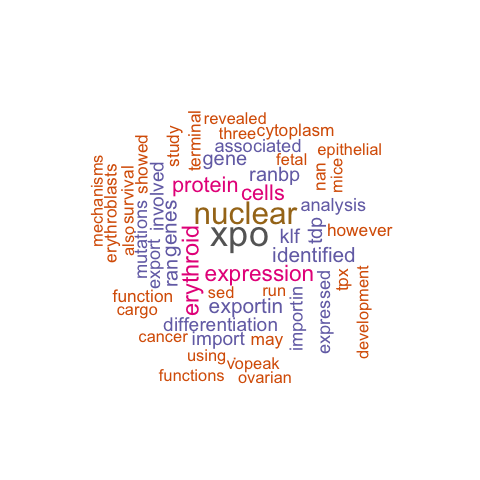 revealed
three
cytoplasm
terminal
associated
study
epithelial
gene
fetal
showed
ranbp
nan
mice
mechanisms
erythroblasts
also
survival
protein
cells
involved
mutations
genes
nuclear
analysis
export
ran
xpo
klf
tdp
however
erythroid
identified
expression
tpx
function
sed
run
cargo
exportin
importin
expressed
development
differentiation
cancer
import
may
using
vopeak
functions
ovarian